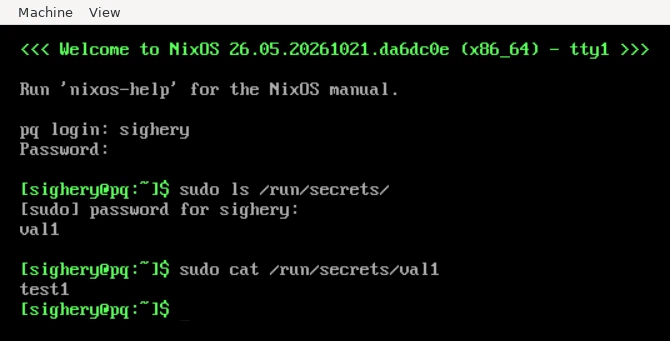 Machine View
<<< Welcome to NixOS 26.05.20261021.da6dc0e (x86_64) - tty1 >>>
Run 'nixos-help' for the NixOS manual.
pq login: sighery
Password:
[sighery@pq:~]$ sudo ls /run/secrets/
[sudo] password for sighery:
val1
[sighery@pq:~]$ sudo cat /run/secrets/val1
test1
[sighery@pq:~]$ _